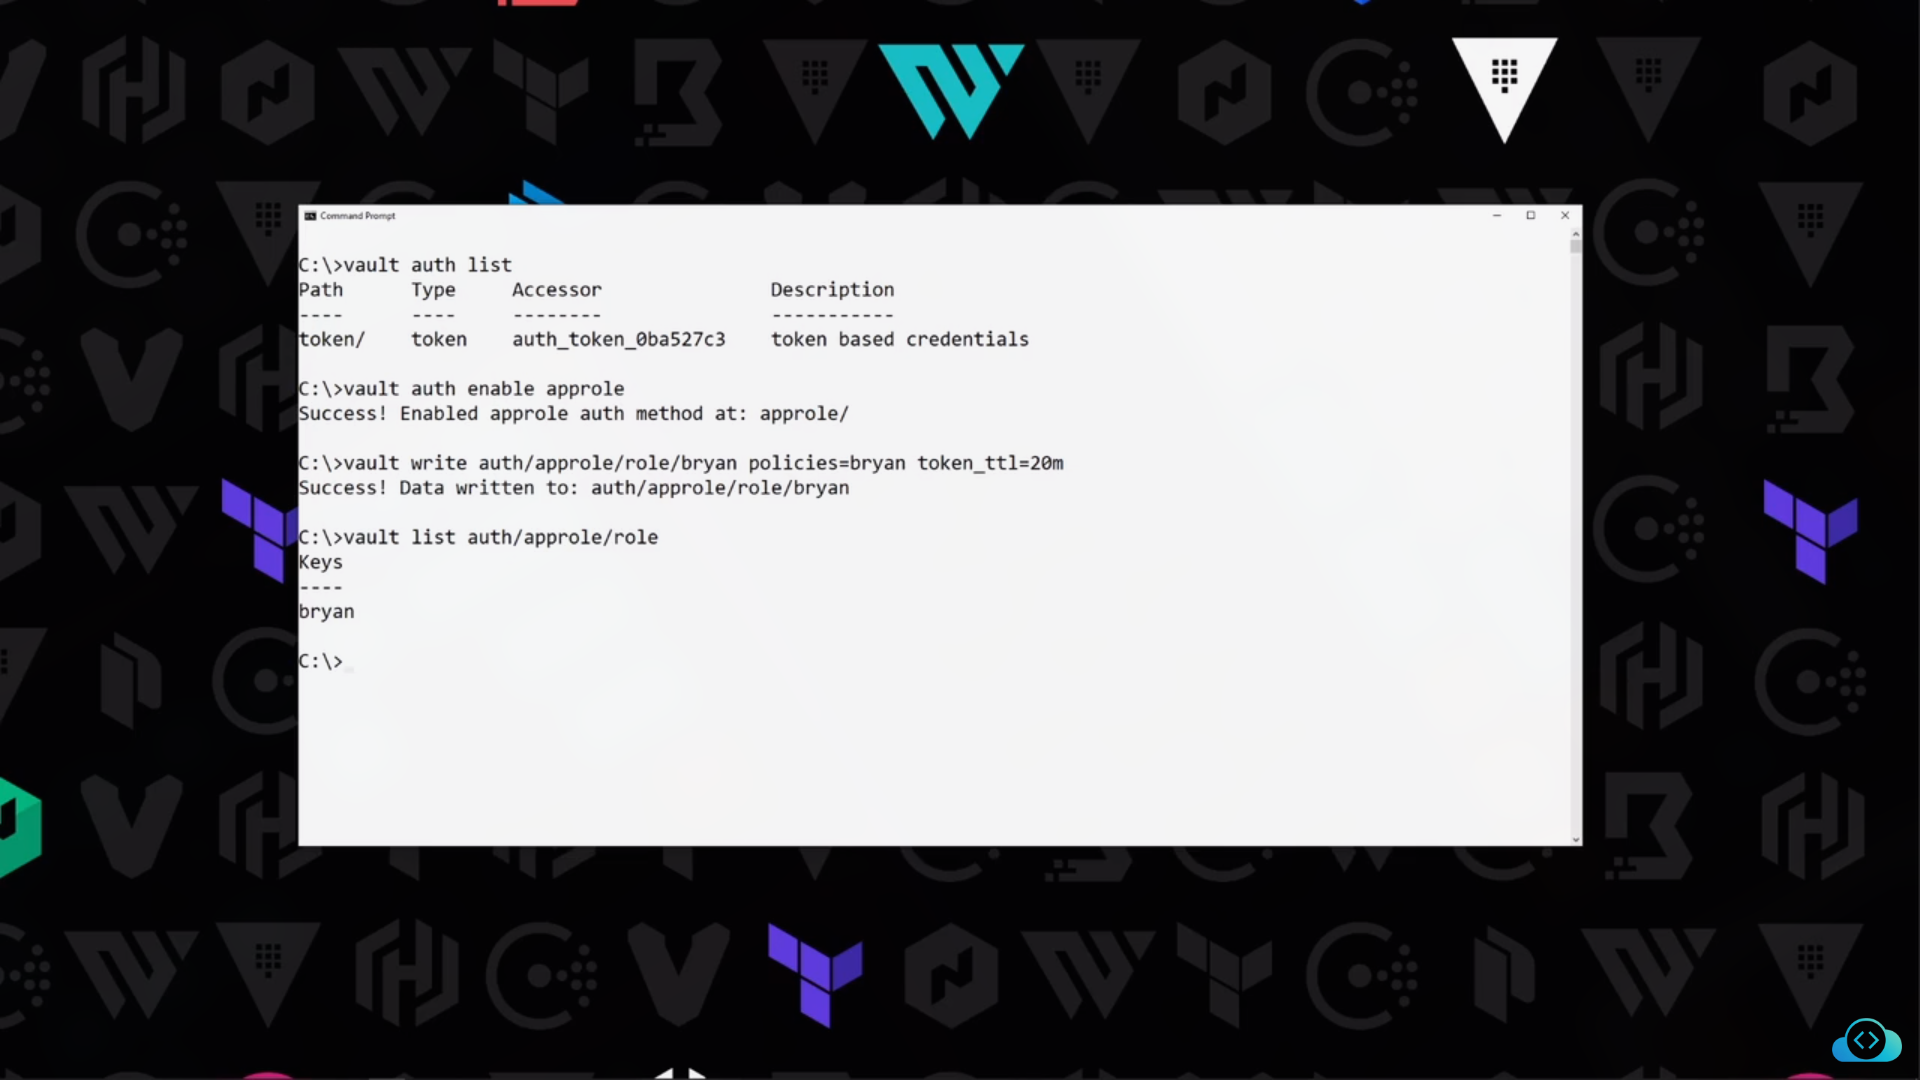 Command Prompt
C:\>vault auth list
Path      Type     Accessor               Description
----      ----     --------               -----------
token/    token    auth_token_0ba527c3    token based credentials
C:\>vault auth enable approle
Success! Enabled approle auth method at: approle/
C:\>vault write auth/approle/role/bryan policies=bryan token_ttl=20m
Success! Data written to: auth/approle/role/bryan
C:\>vault list auth/approle/role
Keys
----
bryan
C:\>